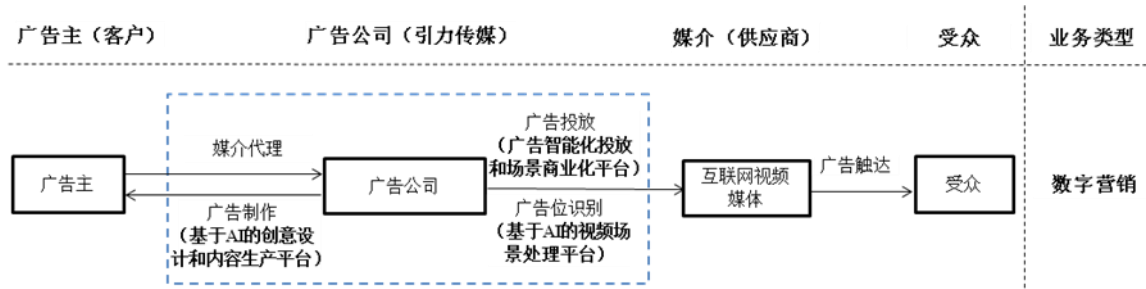 广告主（客户）
广告公司（引力传媒）
媒介（供应商）
受众
业务类型
广告主
媒介代理
广告制作
（基于AI的创意设
计和内容生产平台）
广告公司
广告投放
（广告智能化投放
和场景商业化平台）
广告位识别
（基于AI的视频场
景处理平台）
互联网视频
媒体
广告触达
受众
数字营销